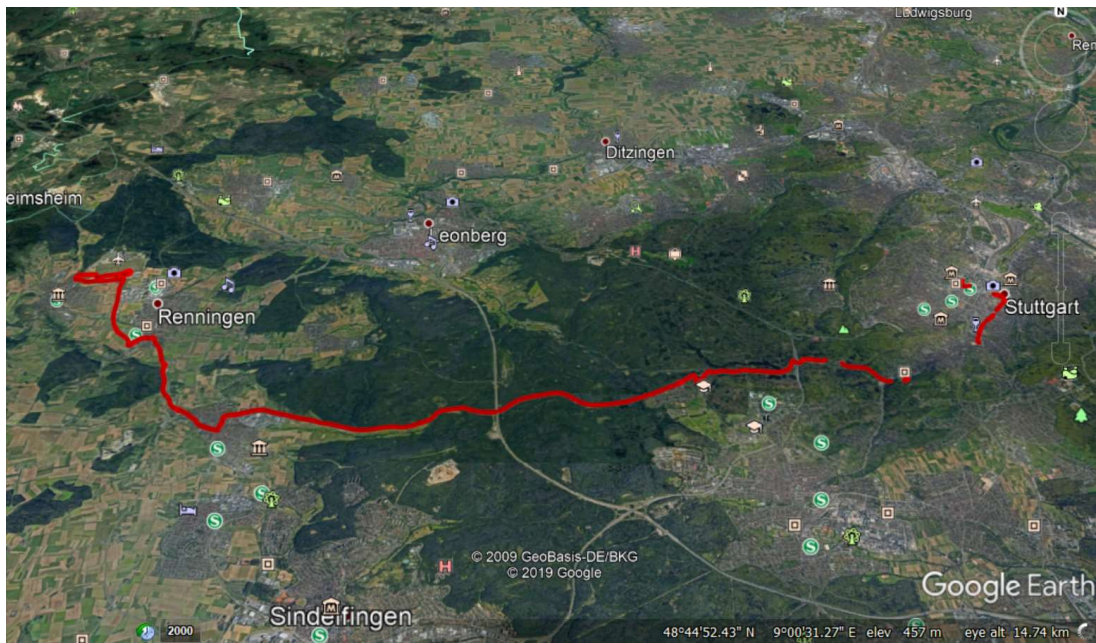 Ludwigsburg
N
Rem
Ditzingen
eimsheim
Leonberg
H
Renningen
Stuttgart
S
M
© 2009 GeoBasis-DE/BKG
© 2019 Google
H
Google Earth
Sindelfingen
2000
48°44'52.43" N 9°00'31.27" E elev 457 m eye alt 14.74 km